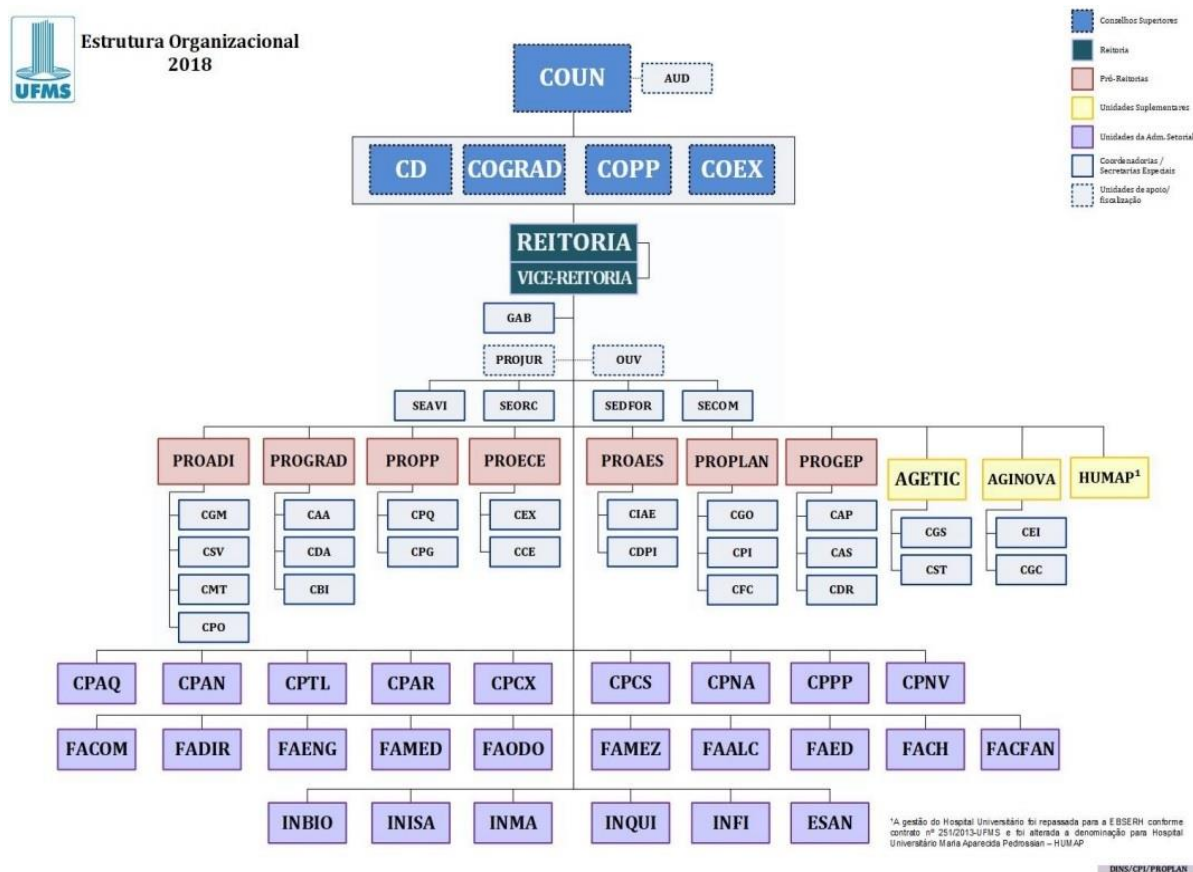 UFMS
Estrutura Organizacional
2018
Conselhos Superiores
Reitoria
Pró-Reitorias
Unidades Suplementares
Unidades da Adm. Setorial
Coordenadorias /
Secretarias Especiais
Unidades de apoio/
fiscalização
COUN
AUD
CD
COGRAD
COPP
COEX
REITORIA
VICE-REITORIA
GAB
PROJUR
OUV
SEAVI
SEORC
SEDFOR
SECOM
PROADI
PROGRAD
PROPP
PROECE
PROAES
PROPLAN
PROGEP
AGETIC
AGINOVA
HUMAP¹
CGM
CAA
CPQ
CEX
CIAE
CGO
CAP
CGS
CEI
CSV
CDA
CPG
CCE
CDPI
CPI
CAS
CST
CGC
CMT
CBI
CFC
CDR
CPO
CPAQ
CPAN
CPTL
CPAR
CPCX
CPCS
CPNA
CPPP
CPNV
FACOM
FADIR
FAENG
FAMED
FAODO
FAMEZ
FAALC
FAED
FACH
FACFAN
INBIO
INISA
INMA
INQUI
INFI
ESAN
¹A gestão do Hospital Universitário foi repassada para a EBSERH conforme
contrato nº 251/2013-UFMS e foi alterada a denominação para Hospital
Universitário Maria Aparecida Pedrossian – HUMAP
DINS/CPI/PROPLAN